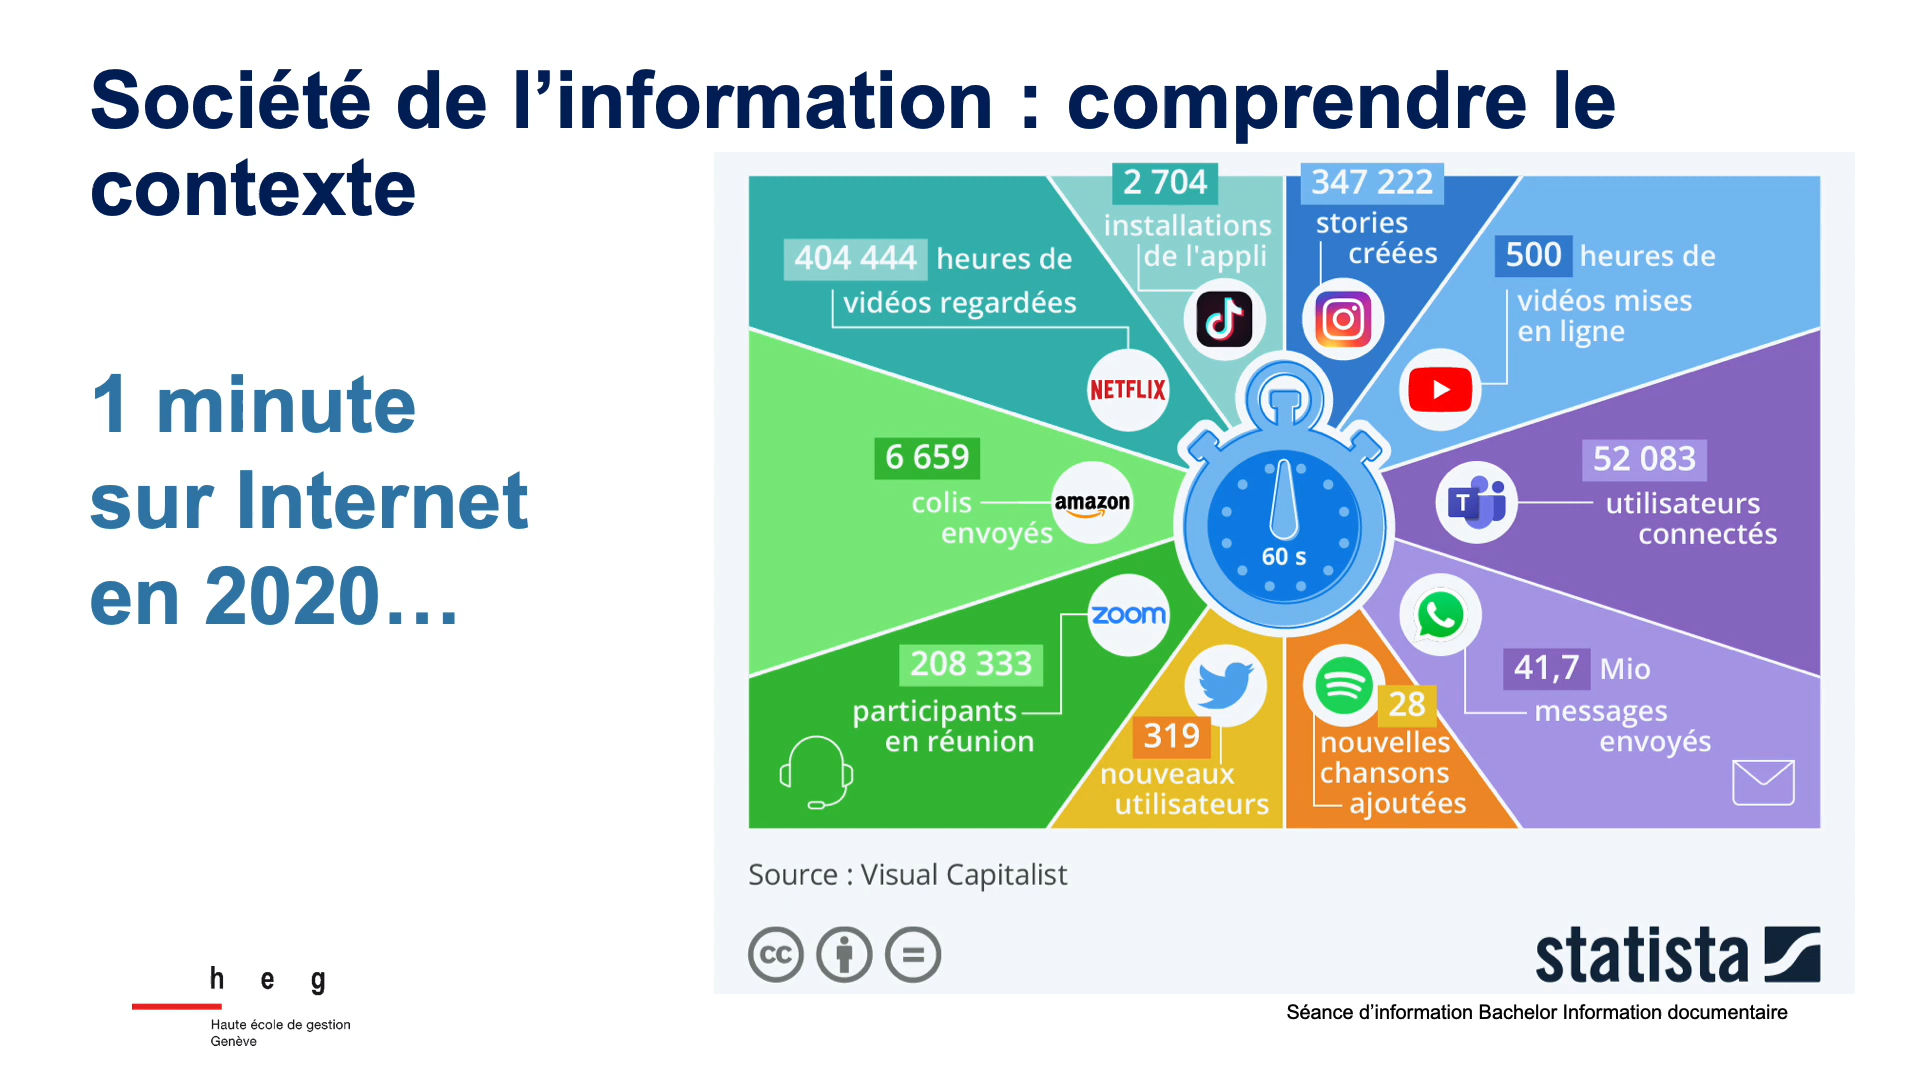 Société de l’information : comprendre le
contexte
1 minute
sur Internet
en 2020…
2 704
installations
de l'appli
347 222
stories
créées
404 444 heures de
vidéos regardées
500 heures de
vidéos mises
en ligne
NETFLIX
6 659
colis
envoyés
amazon
60 s
T
52 083
utilisateurs
connectés
zoom
208 333
participants
en réunion
319
nouveaux
utilisateurs
28
nouvelles
chansons
ajoutées
41,7 Mio
messages
envoyés
Source : Visual Capitalist
cc
statista
h e g
Haute école de gestion
Genève
Séance d’information Bachelor Information documentaire